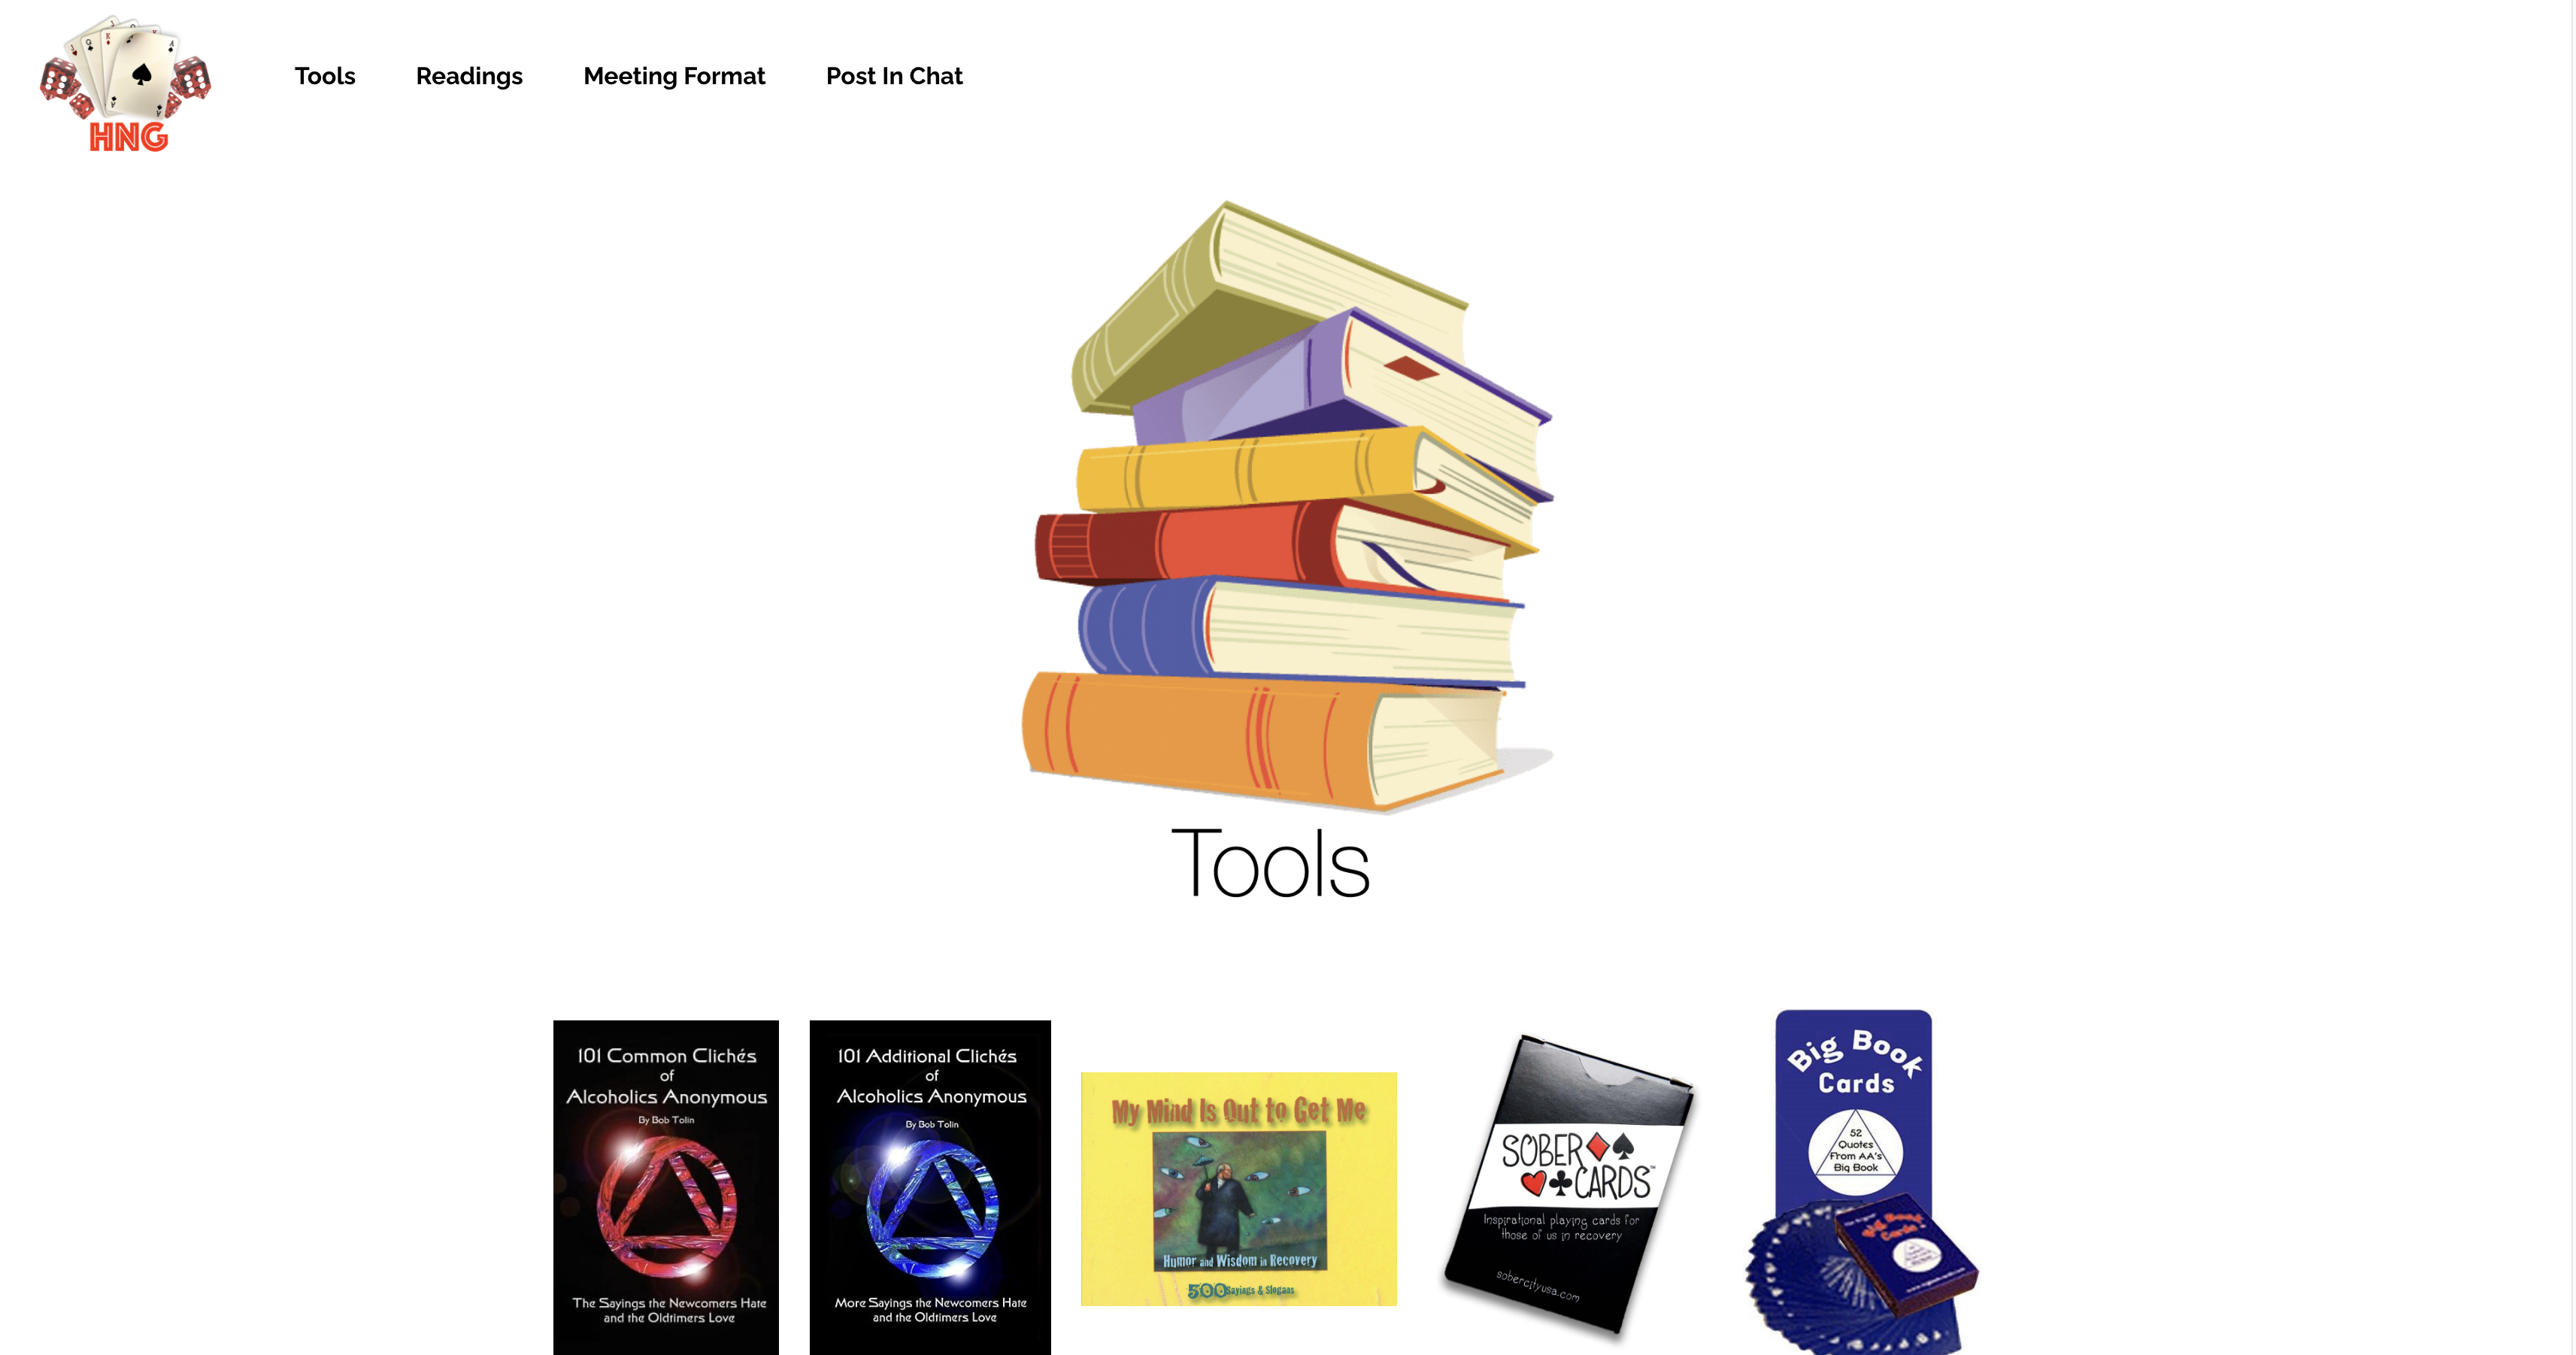 HNG
Tools
Readings
Meeting Format
Post In Chat
Tools
101 Common Clichés
of
Alcoholics Anonymous
By Bob Tolin
The Sayings the Newcomers Hate
and the Oldtimers Love
101 Additional Clichés
of
Alcoholics Anonymous
By Bob Tolin
More Sayings the Newcomers Hate
and the Oldtimers Love
My Mind Is Out to Get Me
Humor and Wisdom in Recovery
500 Sayings & Slogans
SOBER
CARDS™
Inspirational playing cards for
those of us in recovery
sobercityusa.com
Big Book
Cards
52
Quotes
From AA's
Big Book
Big Book
Cards